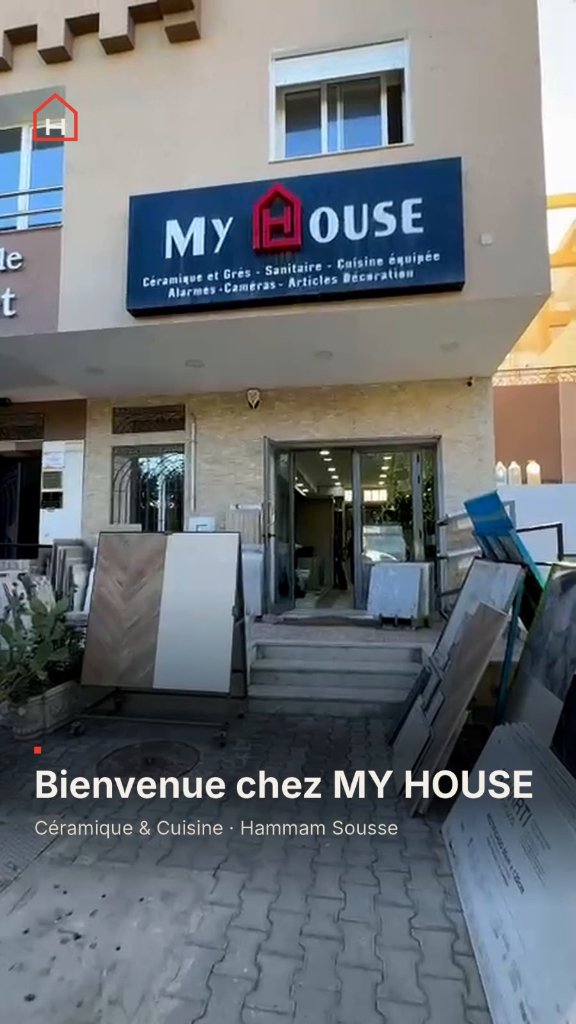 H
My HOUSE
Céramique et Grés - Sanitaire - Cuisine équipée
Alarmes - Caméras - Articles Décoration
le
t
Bienvenue chez MY HOUSE
Céramique & Cuisine · Hammam Sousse